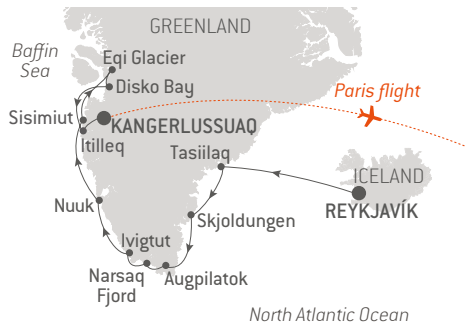 GREENLAND
Baffin
Sea
Eqi Glacier
Disko Bay
Paris flight
Sisimiut
KANGERLUSSUAQ
Itilleq
Tasiilaq
ICELAND
REYKJAVÍK
Nuuk
Skjoldungen
Ivigtut
Narsaq
Fjord
Augpilatok
North Atlantic Ocean